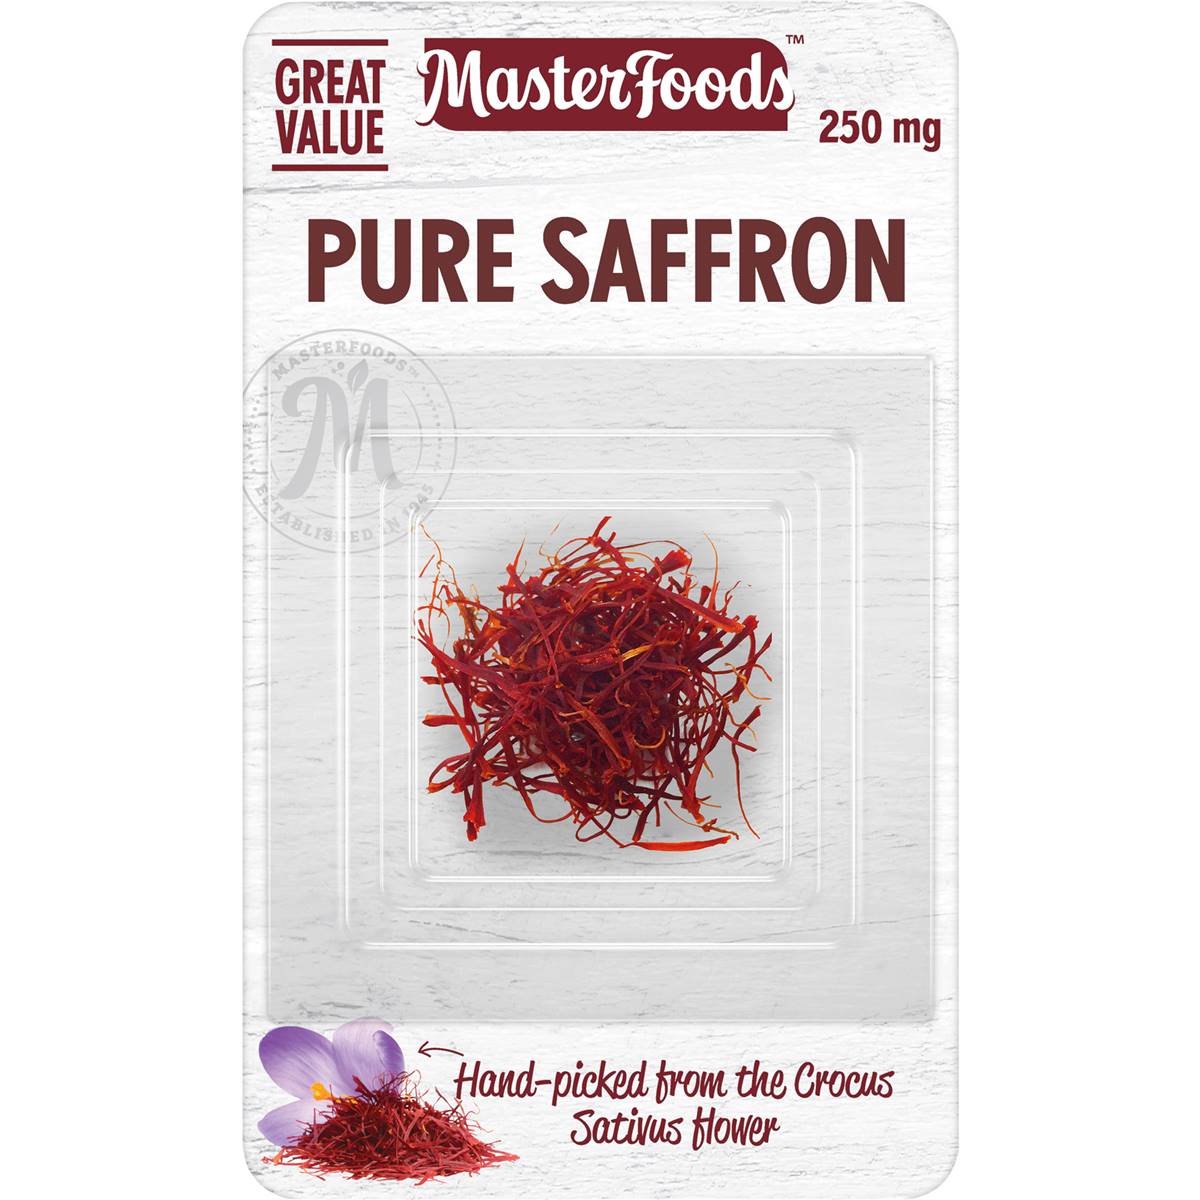 GREAT
VALUE
MasterFoods™
250 mg
PURE SAFFRON
MASTERFOODS™
M
ESTABLISHED IN 1945
Hand-picked from the Crocus
Sativus flower